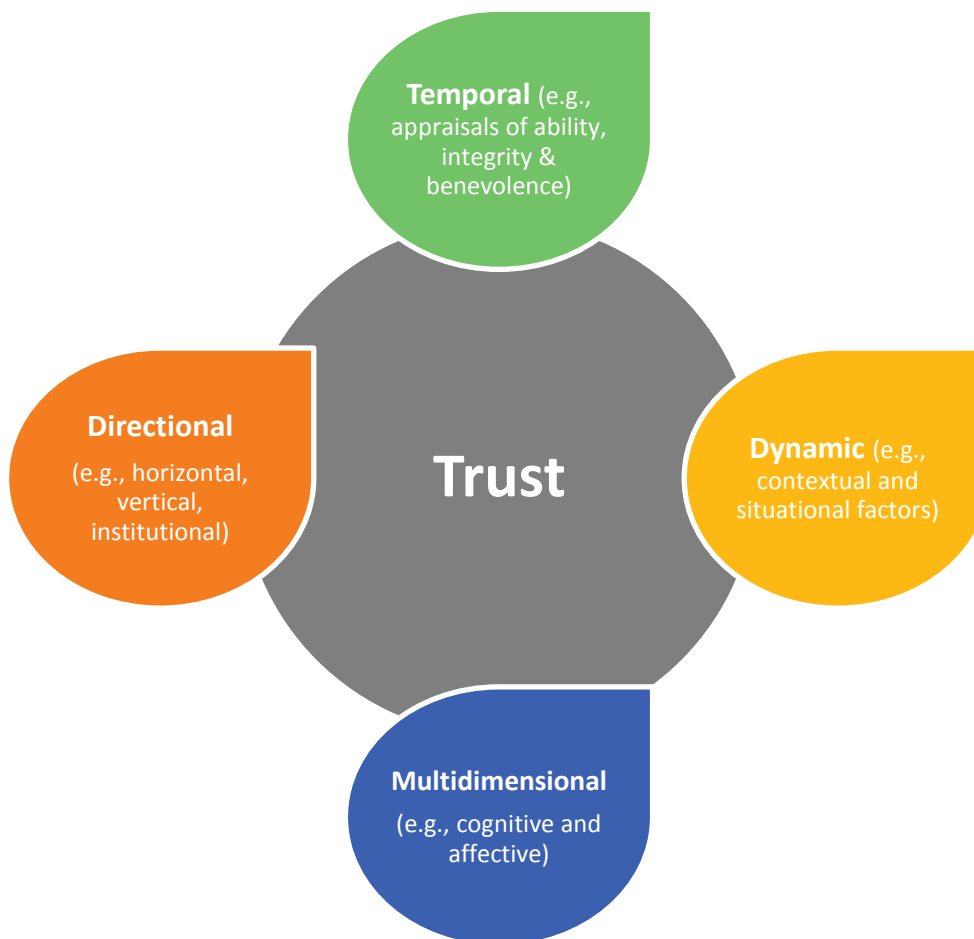 Temporal (e.g.,
appraisals of ability,
integrity &
benevolence)
Directional
(e.g., horizontal,
vertical,
institutional)
Trust
Dynamic (e.g.,
contextual and
situational factors)
Multidimensional
(e.g., cognitive and
affective)